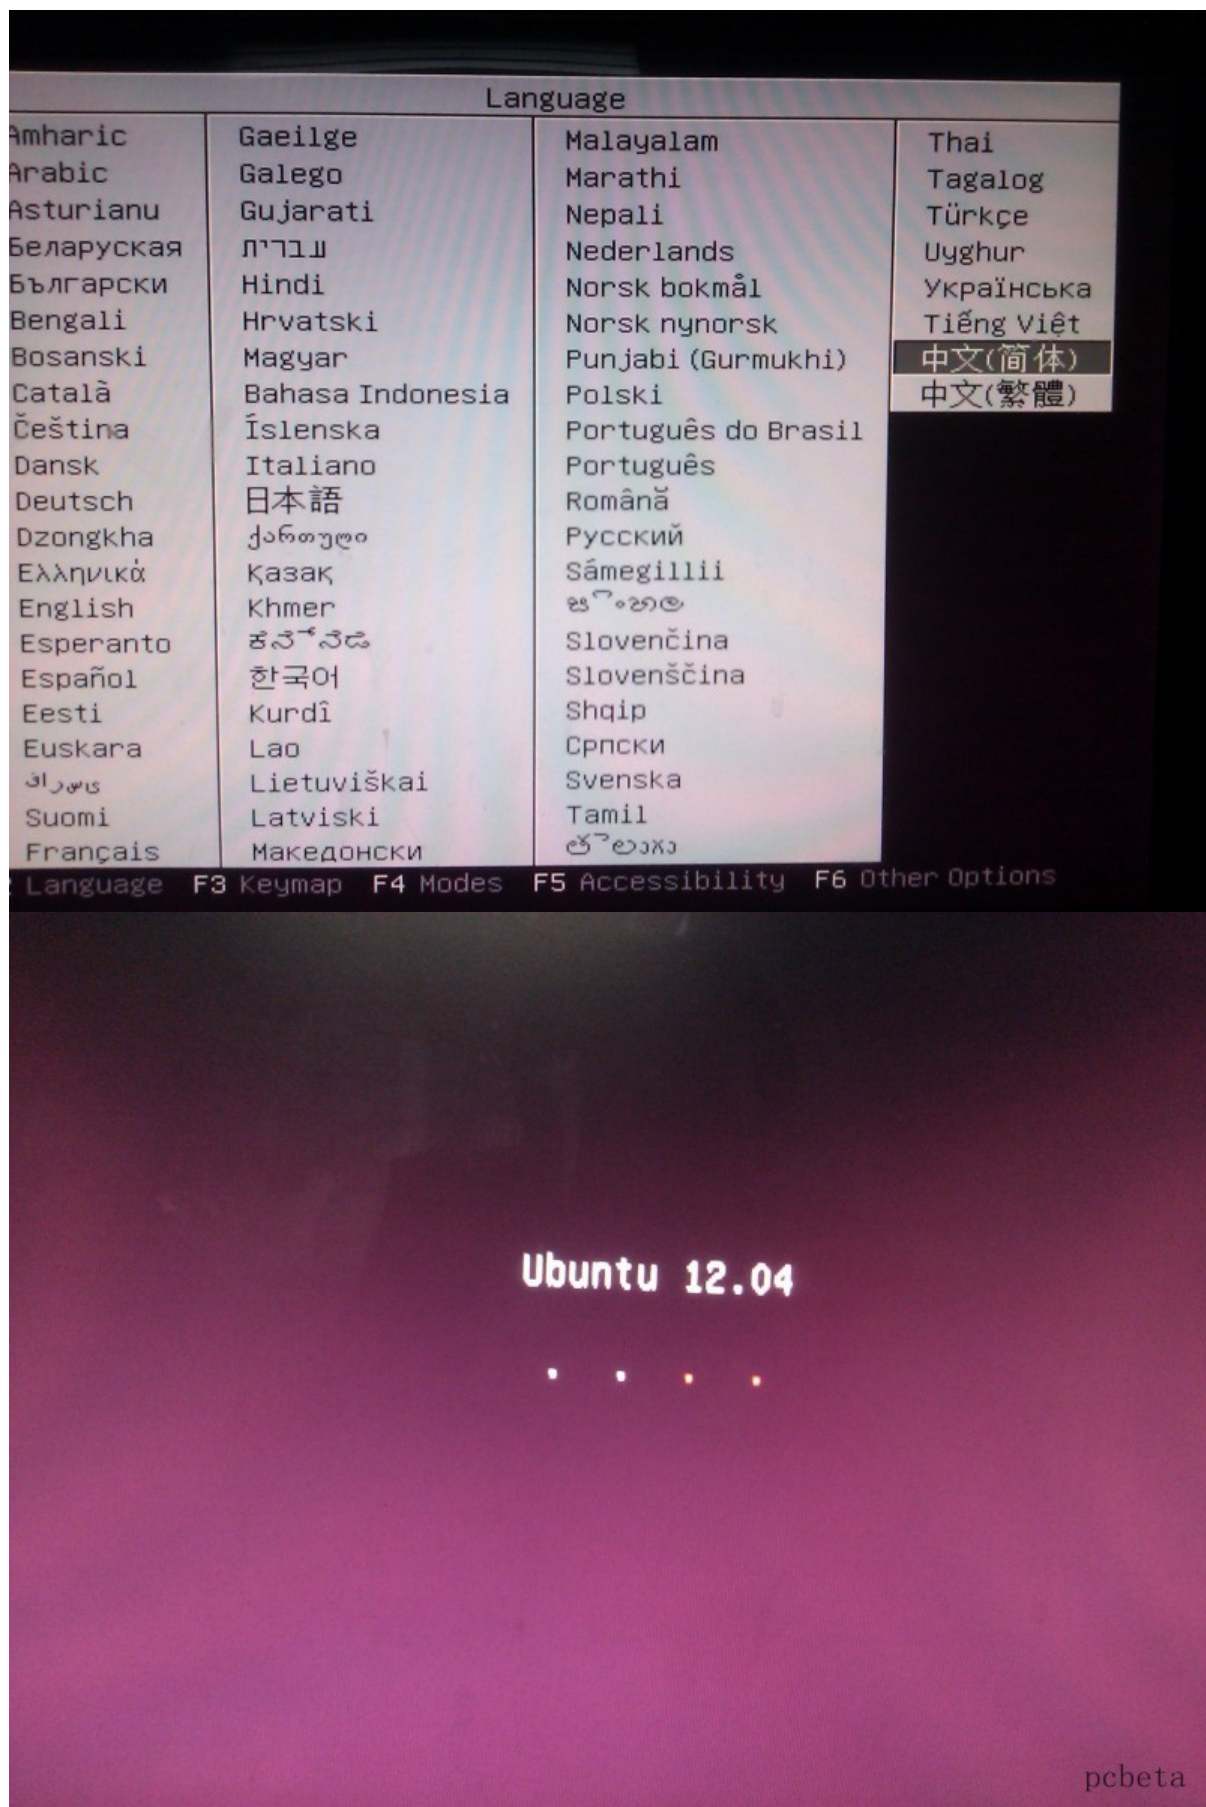 Language
Amharic
Arabic
Asturianu
Беларуская
Български
Bengali
Bosanski
Català
Čeština
Dansk
Deutsch
Dzongkha
Ελληνικά
English
Esperanto
Español
Eesti
Euskara
ىسراف
Suomi
Français
Gaeilge
Galego
Gujarati
עברית
Hindi
Hrvatski
Magyar
Bahasa Indonesia
Íslenska
Italiano
日本語
ქართული
Қазақ
Khmer
ಕನ್ನಡ
한국어
Kurdî
Lao
Lietuviškai
Latviski
Македонски
Malayalam
Marathi
Nepali
Nederlands
Norsk bokmål
Norsk nynorsk
Punjabi (Gurmukhi)
Polski
Português do Brasil
Português
Română
Русский
Sámegillii
සිංහල
Slovenčina
Slovenščina
Shqip
Српски
Svenska
Tamil
తెలుగు
Thai
Tagalog
Türkçe
Uyghur
Українська
Tiếng Việt
中文(简体)
中文(繁體)
Language F3 Keymap F4 Modes F5 Accessibility F6 Other Options
Ubuntu 12.04
pcbeta